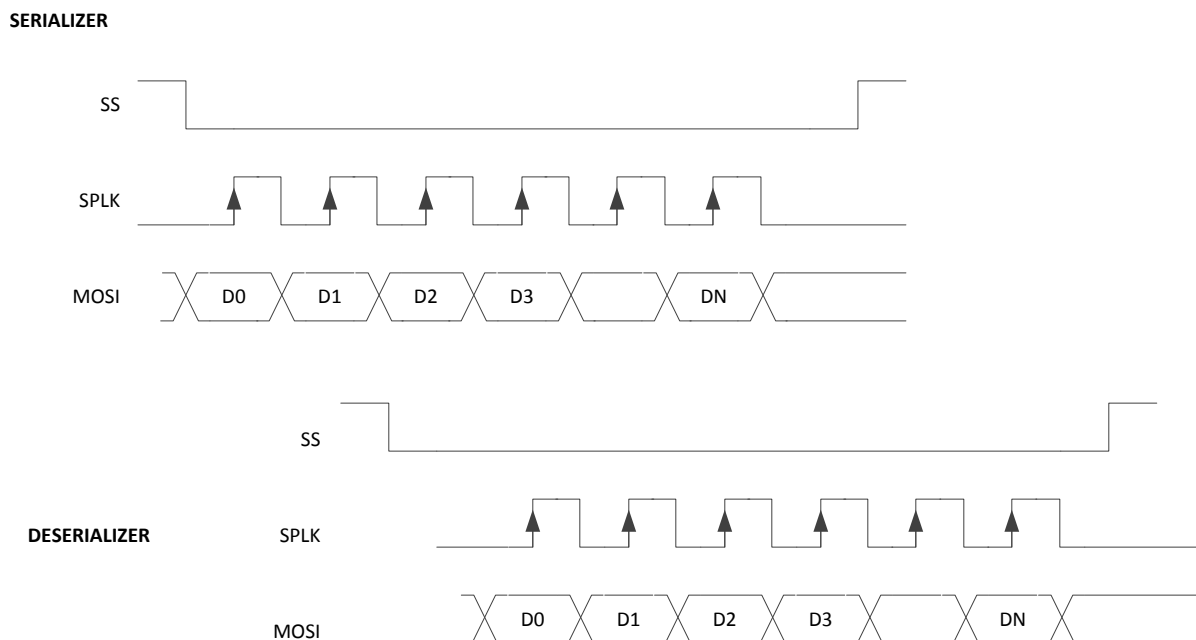 SERIALIZER
SS
SPLK
MOSI D0 D1 D2 D3 DN
SS
DESERIALIZER SPLK
MOSI D0 D1 D2 D3 DN